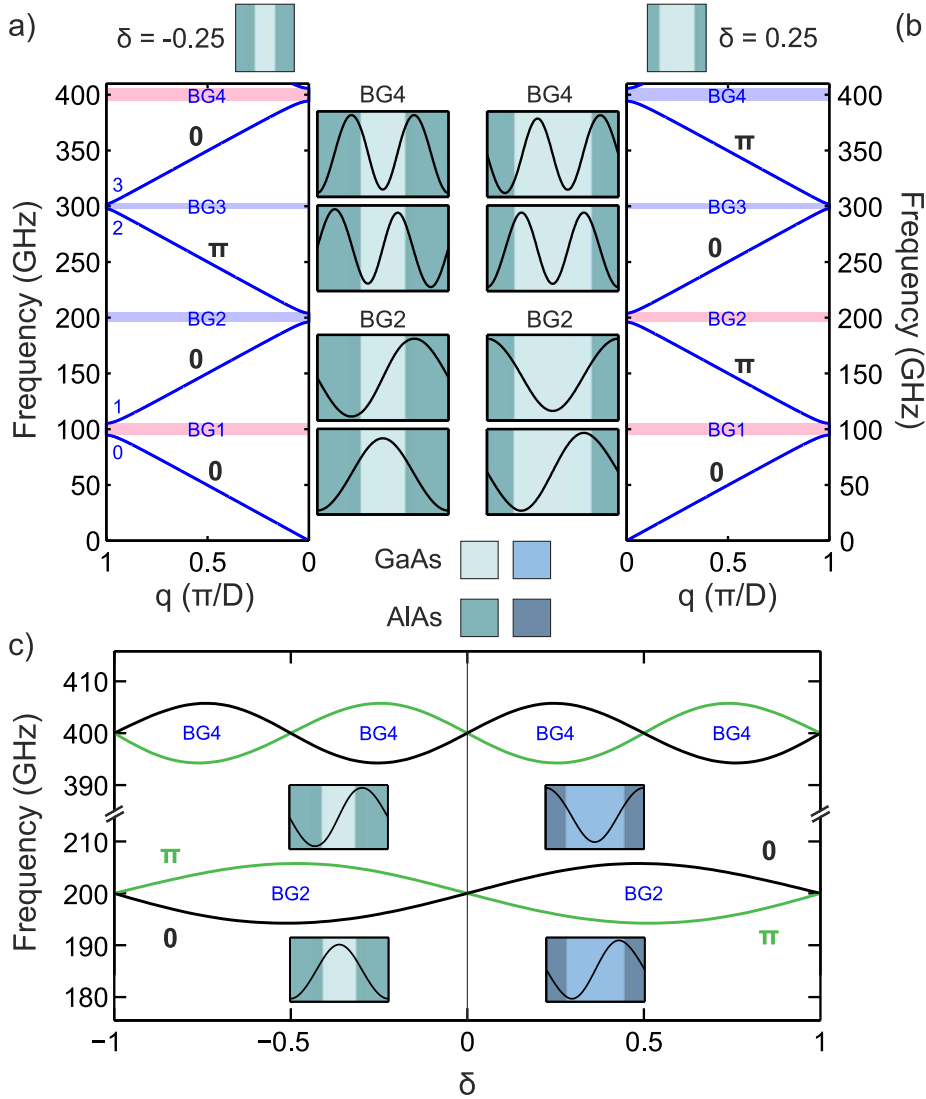 a)
δ = -0.25
δ = 0.25
(b
Frequency (GHz)
400
350
300
250
200
150
100
50
0
BG4
0
3
BG3
2
π
BG2
0
1
BG1
0
0
1
0.5
0
q (π/D)
BG4
BG2
BG4
BG2
BG4
π
BG3
0
BG2
π
BG1
0
400
350
300
250
200
150
100
50
0
Frequency (GHz)
0
0.5
1
q (π/D)
GaAs
AlAs
c)
Frequency (GHz)
410
400
390
210
200
190
180
BG4
BG4
BG4
BG4
π
0
BG2
BG2
0
π
−1
−0.5
0
0.5
1
δ